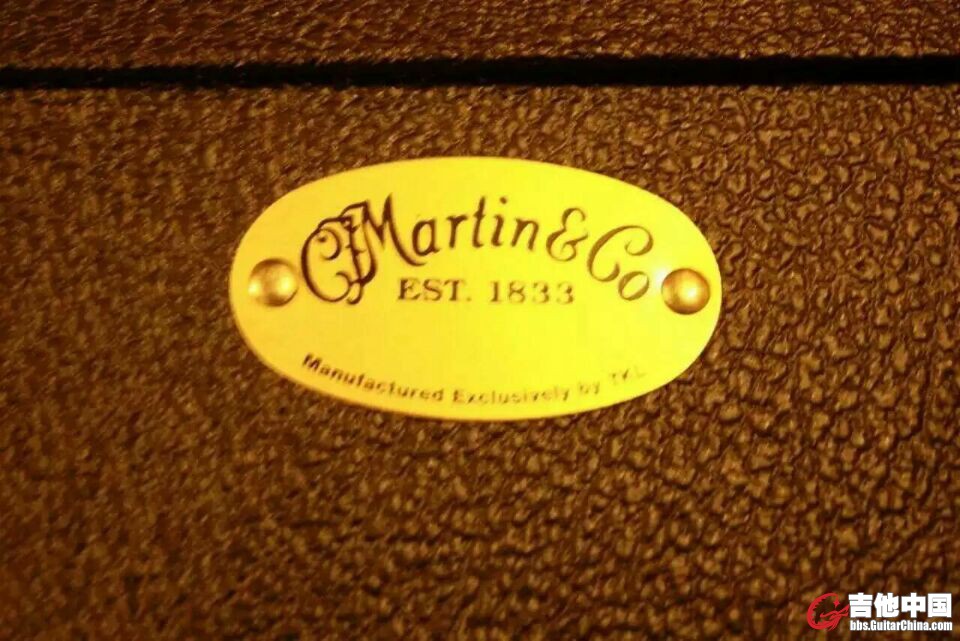 CFMartin & Co
EST. 1833
Manufactured Exclusively by TKL
吉他中国
bbs.GuitarChina.com